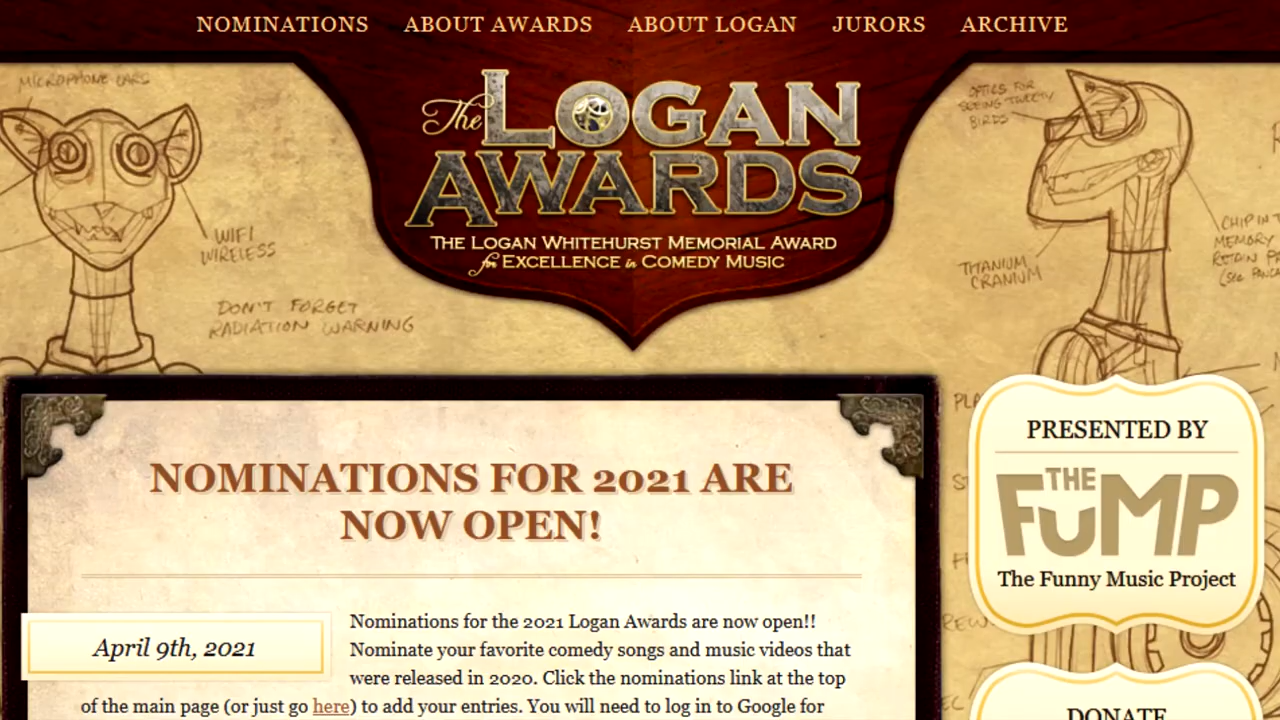 NOMINATIONS ABOUT AWARDS ABOUT LOGAN JURORS ARCHIVE
MICROPHONE EARS
WIFI
WIRELESS
DON'T FORGET
RADIATION WARNING
The LOGAN
AWARDS
THE LOGAN WHITEHURST MEMORIAL AWARD
for EXCELLENCE in COMEDY MUSIC
OPTICS FOR
SEEING TWEETY
BIRDS
TITANIUM
CRANIUM
CHIP IN
MEMORY
RETAIN
(SEE
NOMINATIONS FOR 2021 ARE
NOW OPEN!
April 9th, 2021
Nominations for the 2021 Logan Awards are now open!!
Nominate your favorite comedy songs and music videos that
were released in 2020. Click the nominations link at the top
of the main page (or just go here) to add your entries. You will need to log in to Google for
PRESENTED BY
THE
FuMP
The Funny Music Project
DONATE